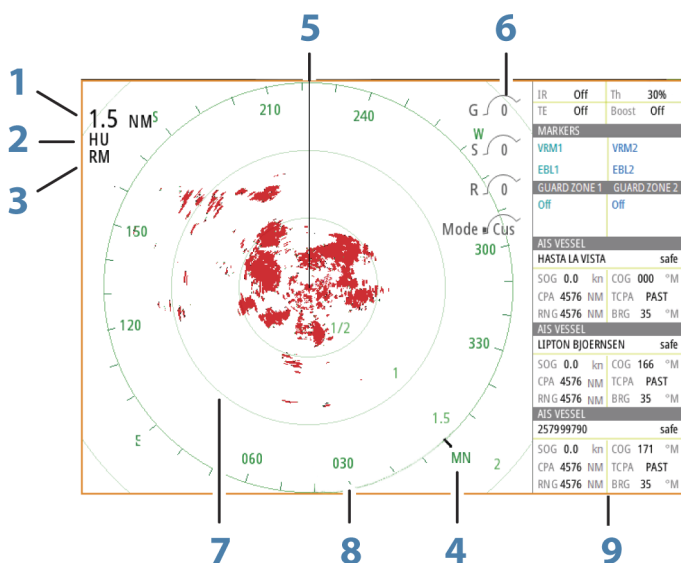 5
6
1
2
3
1.5 NM
HU
RM
S
210
240
G 0
W
S 0
R 0
Mode Cus
150
300
120
330
1/2
1
1.5
E
060
030
MN
2
IR Off Th 30%
TE Off Boost Off
MARKERS
VRM1 VRM2
EBL1 EBL2
GUARD ZONE 1 GUARD ZONE 2
Off Off
AIS VESSEL
HASTA LA VISTA safe
SOG 0.0 kn COG 000 °M
CPA 4576 NM TCPA PAST
RNG 4576 NM BRG 35 °M
AIS VESSEL
LIPTON BJOERNSEN safe
SOG 0.0 kn COG 166 °M
CPA 4576 NM TCPA PAST
RNG 4576 NM BRG 35 °M
AIS VESSEL
257999790 safe
SOG 0.0 kn COG 171 °M
CPA 4576 NM TCPA PAST
RNG 4576 NM BRG 35 °M
7
8
4
9